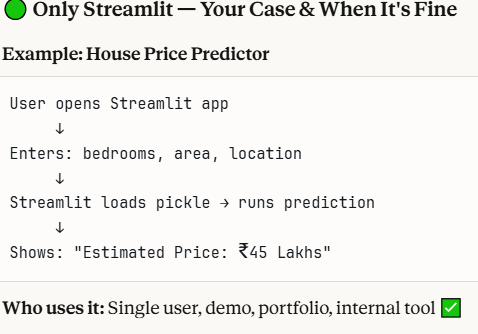 🟢 Only Streamlit — Your Case & When It's Fine
Example: House Price Predictor
User opens Streamlit app
↓
Enters: bedrooms, area, location
↓
Streamlit loads pickle → runs prediction
↓
Shows: "Estimated Price: ₹45 Lakhs"
Who uses it: Single user, demo, portfolio, internal tool ✅